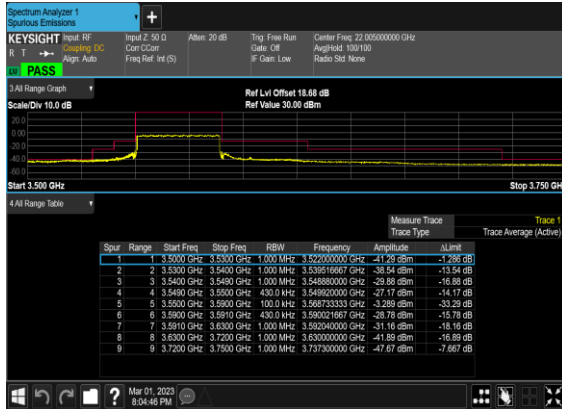 Spectrum Analyzer 1
Spurious Emissions
KEYSIGHT Input: RF Input Z: 50 Ω Atten: 20 dB Trig: Free Run Center Freq: 22.005000000 GHz
R T Coupling: DC Corr CCorr Gate: Off Avg|Hold: 100/100
Align: Auto Freq Ref: Int (S) IF Gain: Low Radio Std: None
PASS
3 All Range Graph Ref Lvl Offset 18.68 dB
Scale/Div 10.0 dB Ref Value 30.00 dBm
20.0
0.00
-20.0
-40.0
-60.0
Start 3.500 GHz Stop 3.750 GH
4 All Range Table
Measure Trace Trace 1
Trace Type Trace Average (Active)
Spur Range Start Freq Stop Freq RBW Frequency Amplitude ΔLimit
1 1 3.5000 GHz 3.5300 GHz 1.000 MHz 3.522000000 GHz -41.29 dBm -1.286 dB
2 2 3.5300 GHz 3.5400 GHz 1.000 MHz 3.539516667 GHz -38.54 dBm -13.54 dB
3 3 3.5400 GHz 3.5490 GHz 1.000 MHz 3.548880000 GHz -29.88 dBm -16.88 dB
4 4 3.5490 GHz 3.5500 GHz 430.0 kHz 3.549920000 GHz -27.17 dBm -14.17 dB
5 5 3.5500 GHz 3.5900 GHz 100.0 kHz 3.568733333 GHz -3.289 dBm -33.29 dB
6 6 3.5900 GHz 3.5910 GHz 430.0 kHz 3.590021667 GHz -28.78 dBm -15.78 dB
7 7 3.5910 GHz 3.6300 GHz 1.000 MHz 3.592040000 GHz -31.16 dBm -18.16 dB
8 8 3.6300 GHz 3.7200 GHz 1.000 MHz 3.630000000 GHz -41.89 dBm -16.89 dB
9 9 3.7200 GHz 3.7500 GHz 1.000 MHz 3.737300000 GHz -47.67 dBm -7.667 dB
? Mar 01, 2023
8:04:46 PM